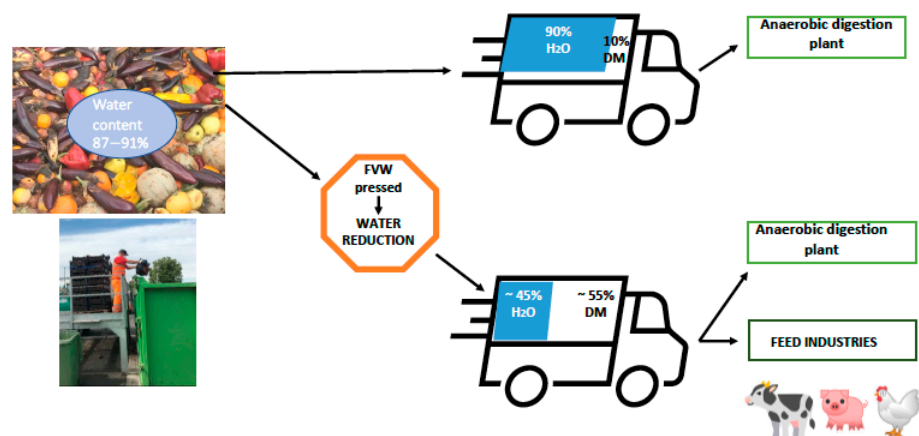 Water
content
87—91%
90%
H2O
10%
DM
Anaerobic digestion
plant
FVW
pressed
WATER
REDUCTION
~ 45%
H2O
~ 55%
DM
Anaerobic digestion
plant
FEED INDUSTRIES